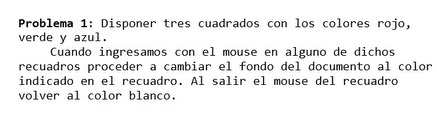 Problema 1: Disponer tres cuadrados con los colores rojo,
verde y azul.
Cuando ingresamos con el mouse en alguno de dichos
recuadros proceder a cambiar el fondo del documento al color
indicado en el recuadro. Al salir el mouse del recuadro
volver al color blanco.